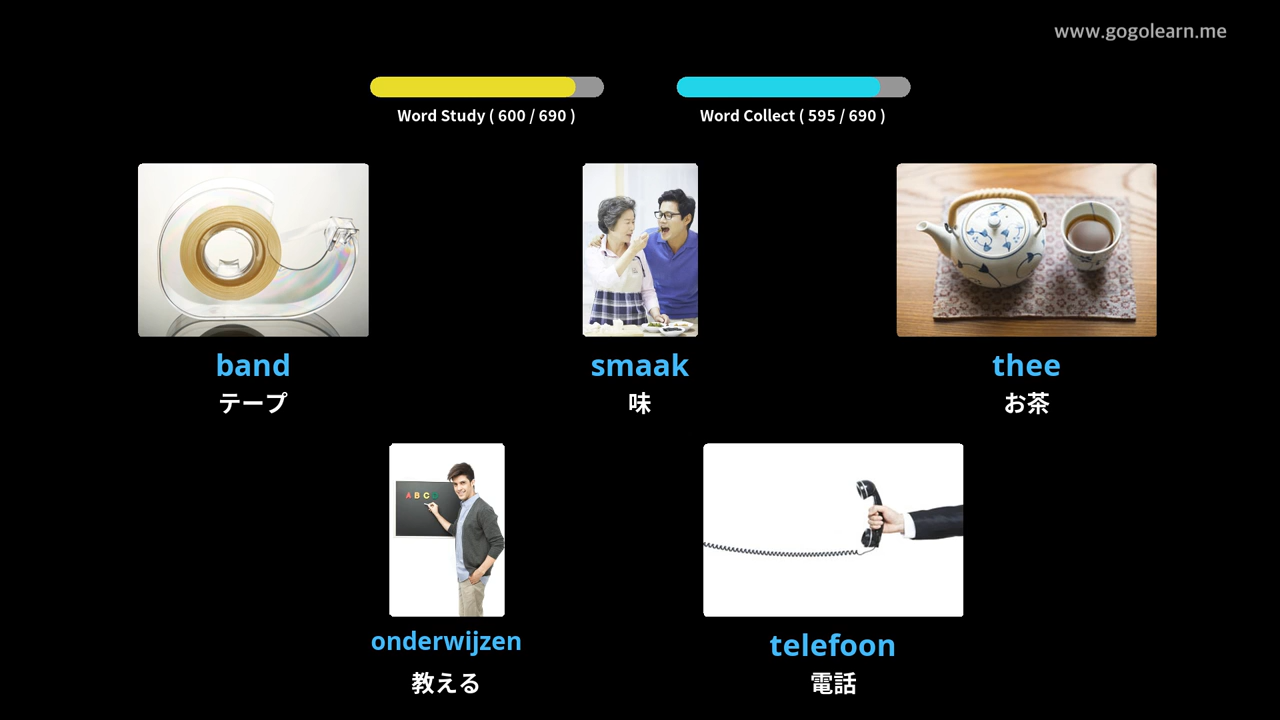 www.gogolearn.me
Word Study ( 600 / 690 )
Word Collect ( 595 / 690 )
band
テープ
smaak
味
thee
お茶
A B C D
onderwijzen
教える
telefoon
電話